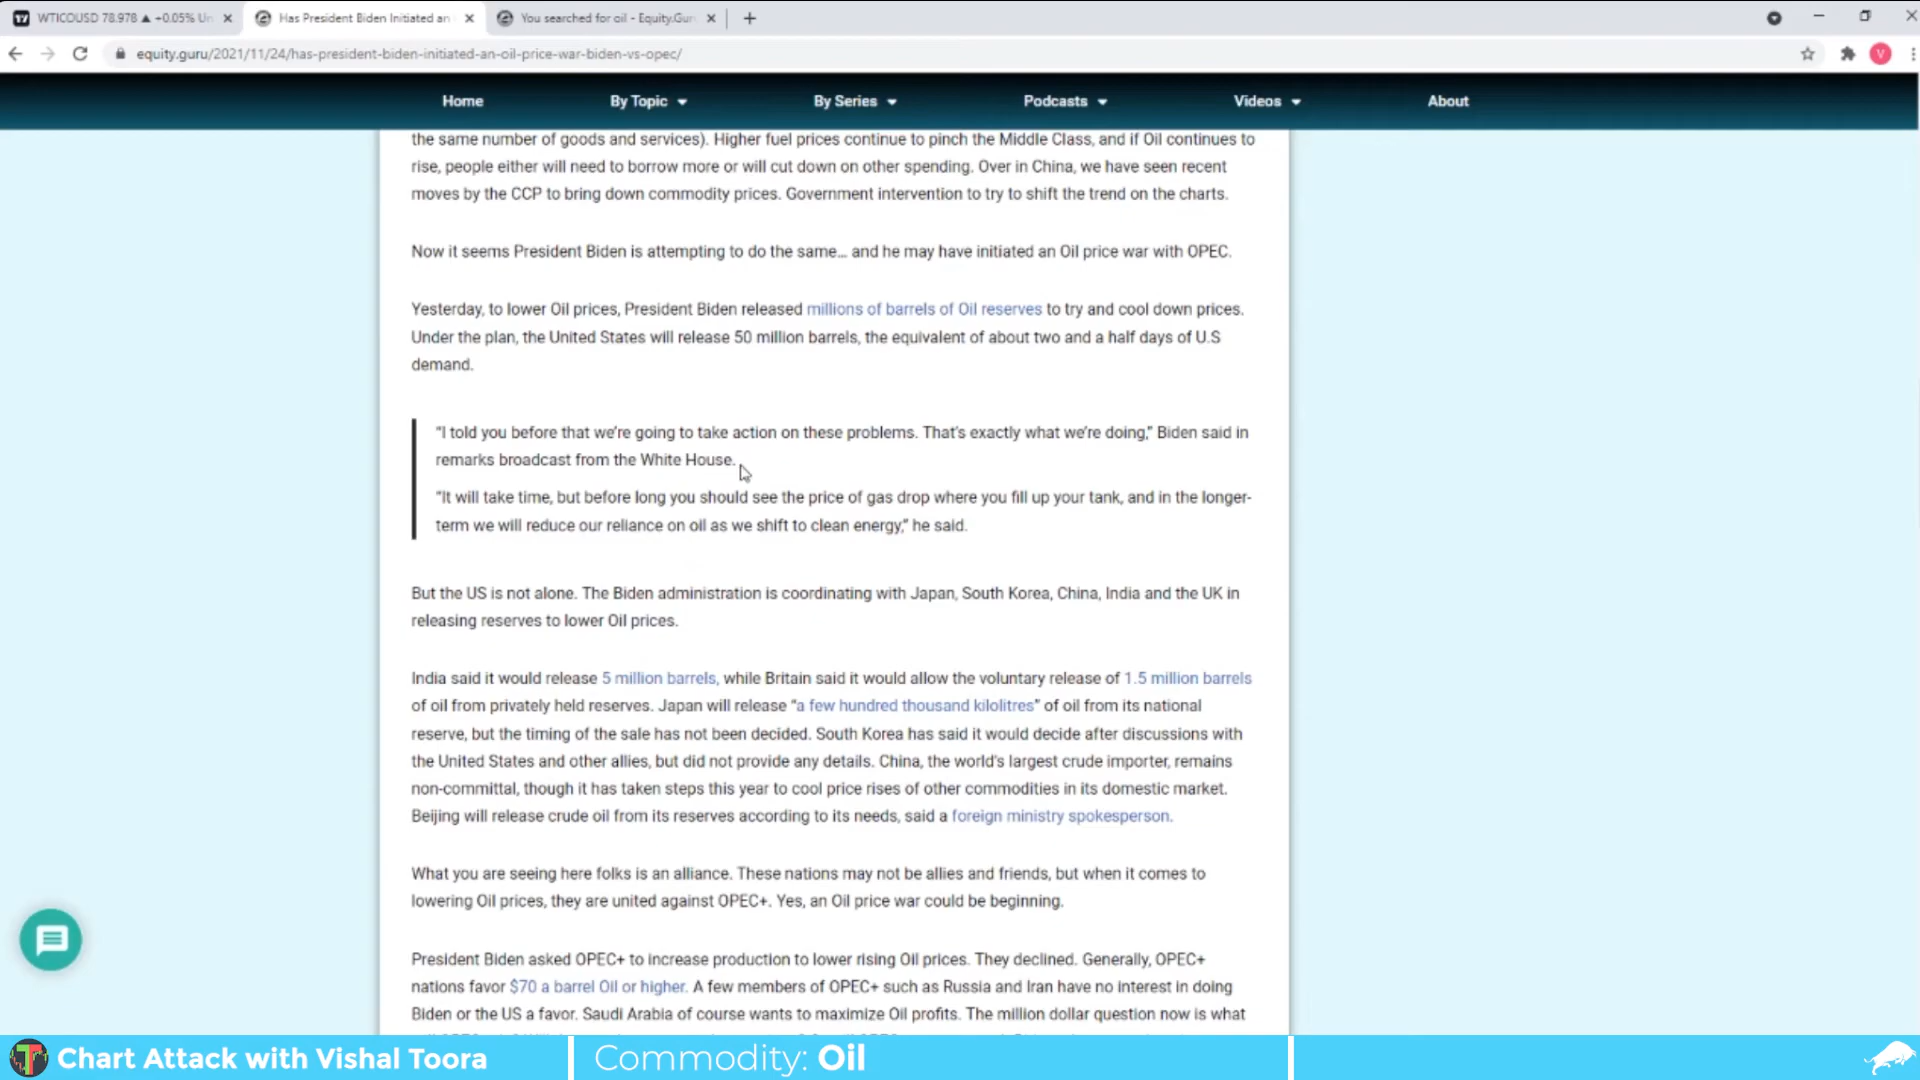 WTICOUSD 78.978 ▲ +0.05% Un
Has President Biden Initiated an
You searched for oil - Equity.Guru
equity.guru/2021/11/24/has-president-biden-initiated-an-oil-price-war-biden-vs-opec/
V
Home By Topic By Series Podcasts Videos About
the same number of goods and services). Higher fuel prices continue to pinch the Middle Class, and if Oil continues to
rise, people either will need to borrow more or will cut down on other spending. Over in China, we have seen recent
moves by the CCP to bring down commodity prices. Government intervention to try to shift the trend on the charts.
Now it seems President Biden is attempting to do the same… and he may have initiated an Oil price war with OPEC.
Yesterday, to lower Oil prices, President Biden released millions of barrels of Oil reserves to try and cool down prices.
Under the plan, the United States will release 50 million barrels, the equivalent of about two and a half days of U.S
demand.
“I told you before that we’re going to take action on these problems. That’s exactly what we’re doing,” Biden said in
remarks broadcast from the White House.
“It will take time, but before long you should see the price of gas drop where you fill up your tank, and in the longer-
term we will reduce our reliance on oil as we shift to clean energy,” he said.
But the US is not alone. The Biden administration is coordinating with Japan, South Korea, China, India and the UK in
releasing reserves to lower Oil prices.
India said it would release 5 million barrels, while Britain said it would allow the voluntary release of 1.5 million barrels
of oil from privately held reserves. Japan will release “a few hundred thousand kilolitres” of oil from its national
reserve, but the timing of the sale has not been decided. South Korea has said it would decide after discussions with
the United States and other allies, but did not provide any details. China, the world’s largest crude importer, remains
non-committal, though it has taken steps this year to cool price rises of other commodities in its domestic market.
Beijing will release crude oil from its reserves according to its needs, said a foreign ministry spokesperson.
What you are seeing here folks is an alliance. These nations may not be allies and friends, but when it comes to
lowering Oil prices, they are united against OPEC+. Yes, an Oil price war could be beginning.
President Biden asked OPEC+ to increase production to lower rising Oil prices. They declined. Generally, OPEC+
nations favor $70 a barrel Oil or higher. A few members of OPEC+ such as Russia and Iran have no interest in doing
Biden or the US a favor. Saudi Arabia of course wants to maximize Oil profits. The million dollar question now is what
Chart Attack with Vishal Toora
Commodity: Oil